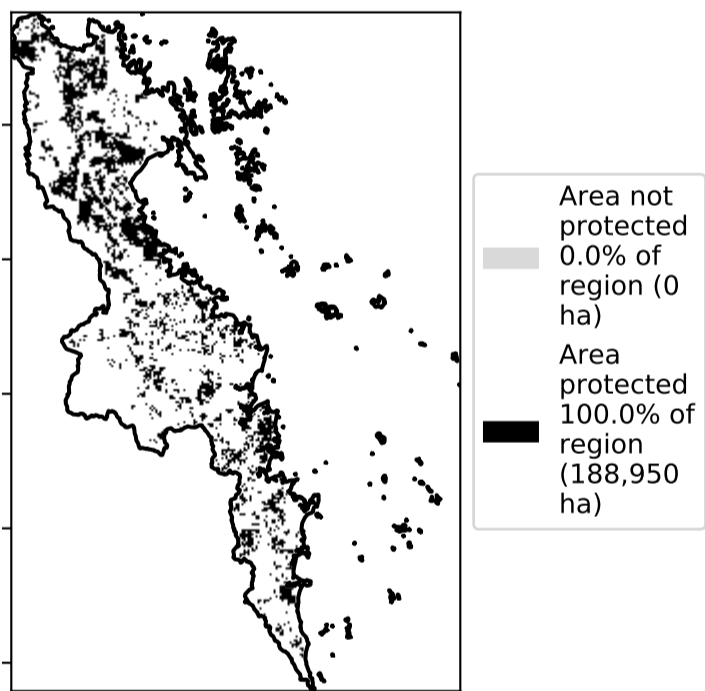 Area not
protected
0.0% of
region (0
ha)
Area
protected
100.0% of
region
(188,950
ha)